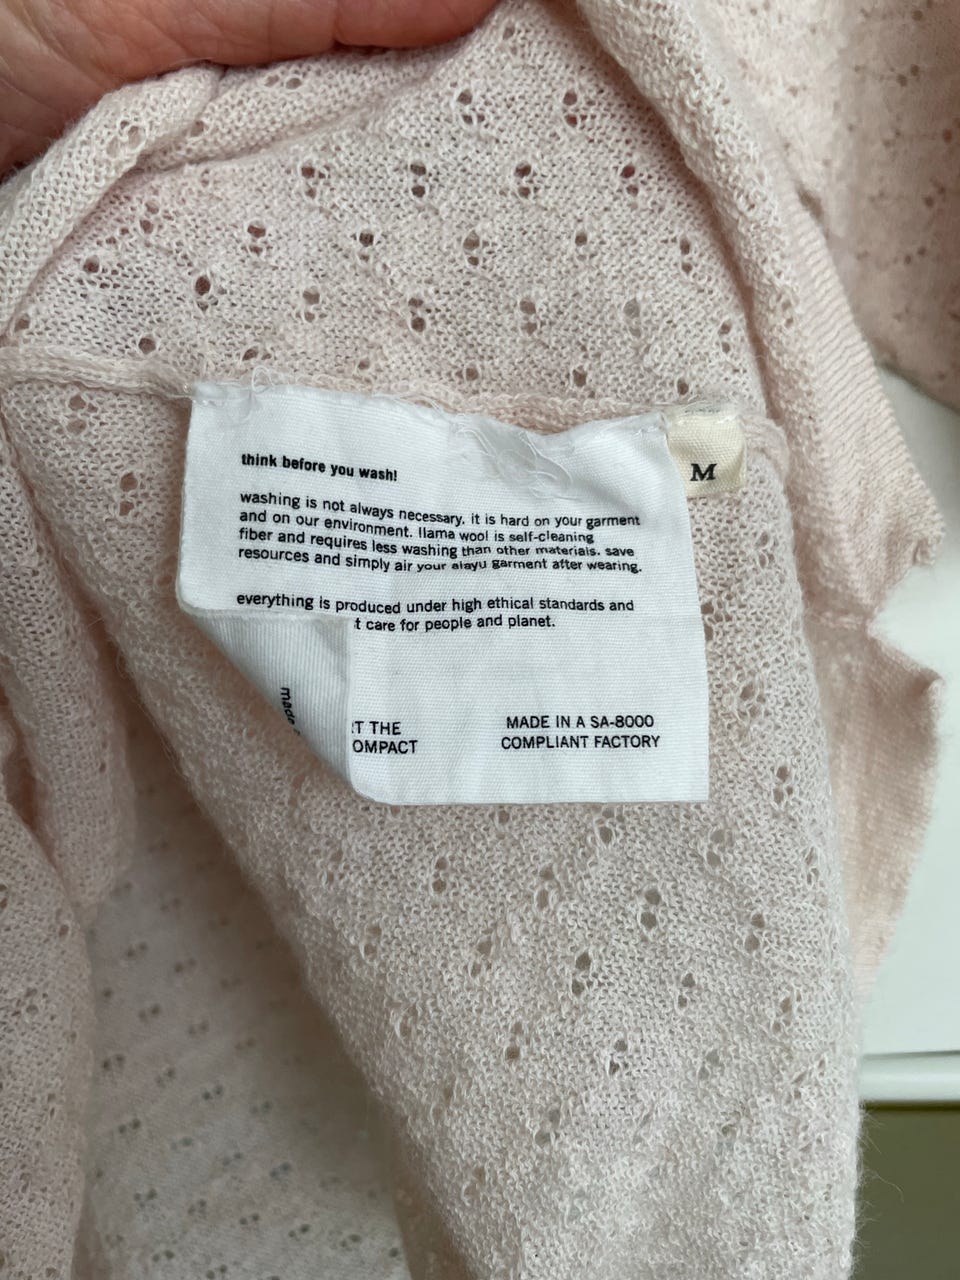 think before you wash!
washing is not always necessary. it is hard on your garment
and on our environment. llama wool is self-cleaning
fiber and requires less washing than other materials. save
resources and simply air your alayu garment after wearing.
everything is produced under high ethical standards and
t care for people and planet.
M
made
T THE
OMPACT
MADE IN A SA-8000
COMPLIANT FACTORY